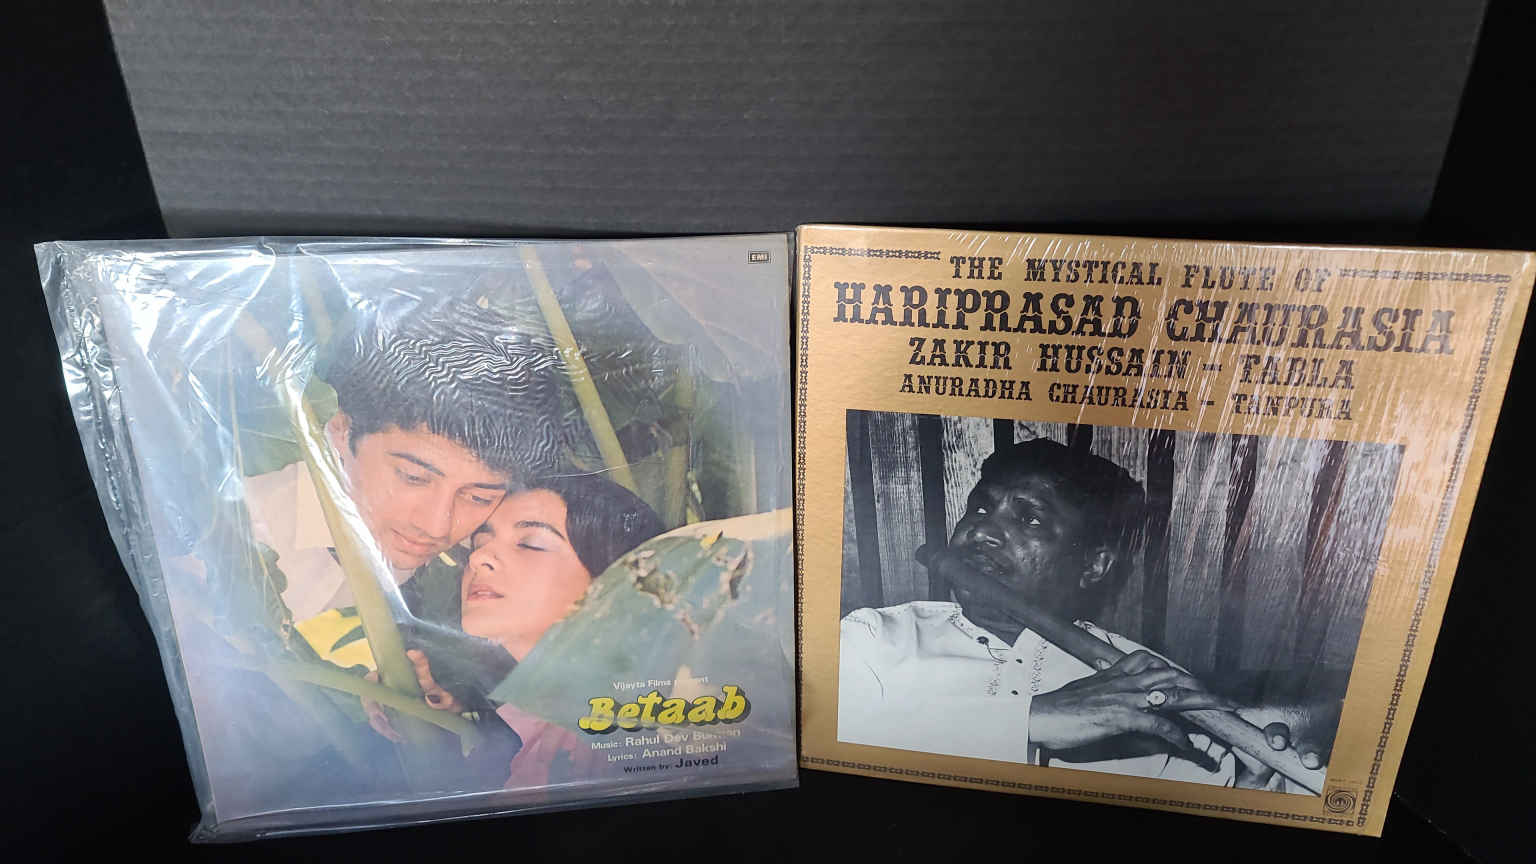 EMI
Vijayta Films present
Betaab
Music: Rahul Dev Burman
Lyrics: Anand Bakshi
Written by: Javed
THE MYSTICAL FLUTE OF
HARIPRASAD CHAURASIA
ZAKIR HUSSAIN – TABLA
ANURADHA CHAURASIA – TANPURA